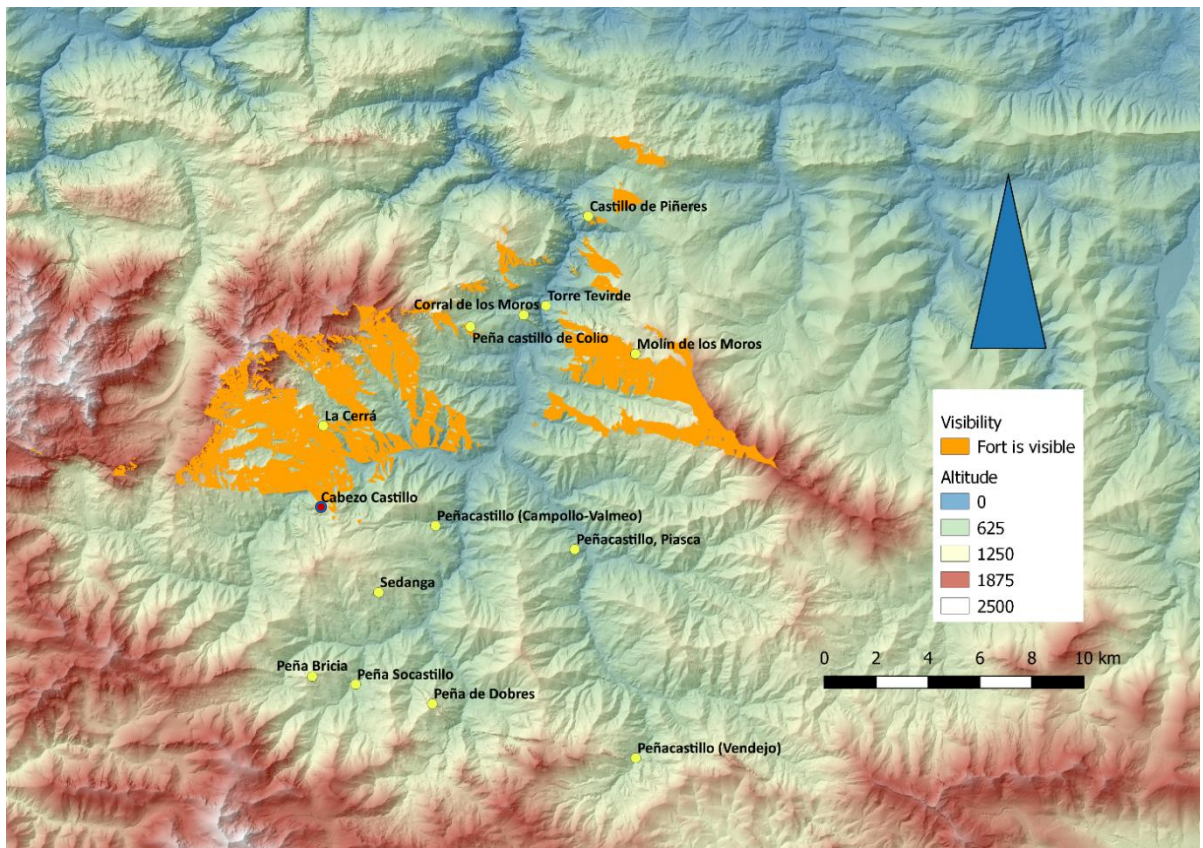 Castillo de Piñeres
Torre Tevirde
Corral de los Moros
Peña castillo de Colio
Molín de los Moros
La Cerrá
Cabezo Castillo
Peñacastillo (Campollo-Valmeo)
Peñacastillo, Piasca
Sedanga
Peña Bricia
Peña Socastillo
Peña de Dobres
Peñacastillo (Vendejo)
Visibility
Fort is visible
Altitude
0
625
1250
1875
2500
0 2 4 6 8 10 km